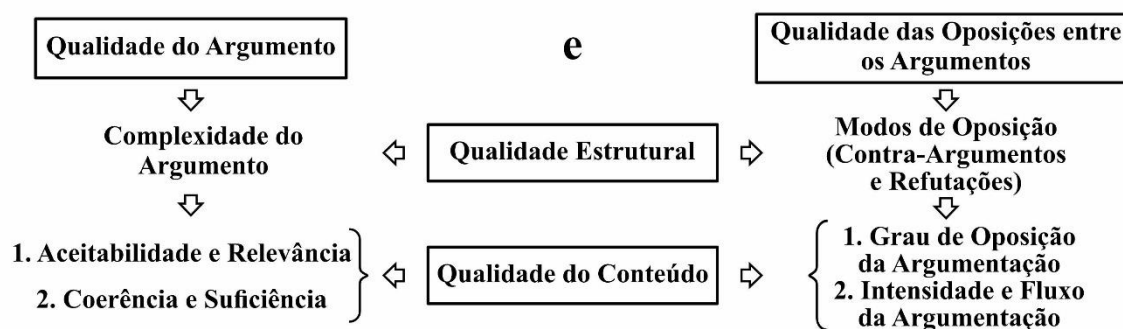 Qualidade do Argumento
e
Qualidade das Oposições entre
os Argumentos
Complexidade do
Argumento
Qualidade Estrutural
Modos de Oposição
(Contra-Argumentos
e Refutações)
1. Aceitabilidade e Relevância
2. Coerência e Suficiência
Qualidade do Conteúdo
1. Grau de Oposição
da Argumentação
2. Intensidade e Fluxo
da Argumentação